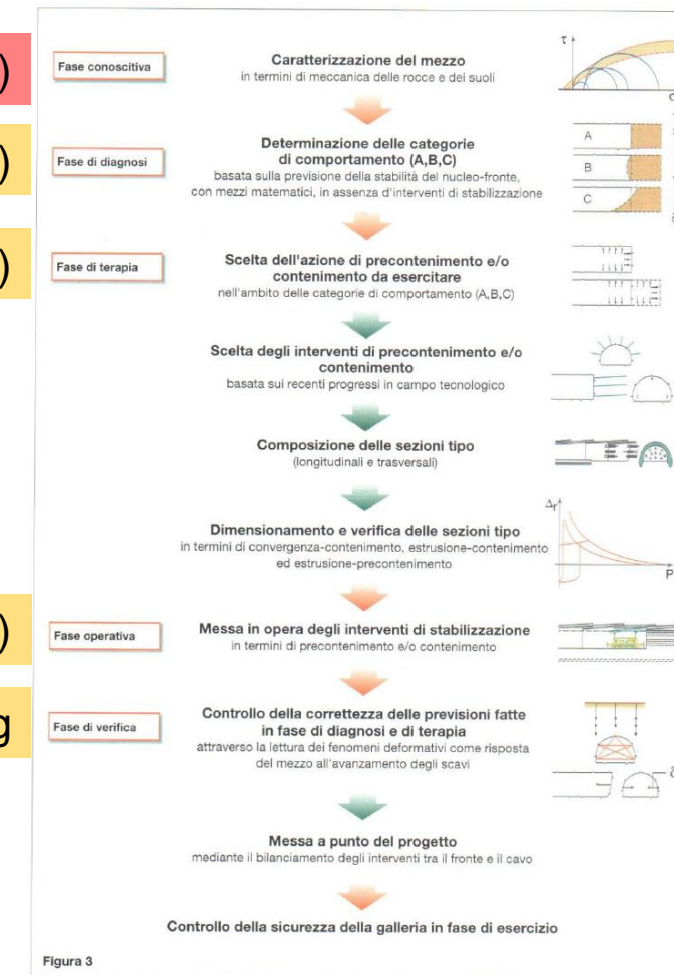 )
Fase conoscitiva
Caratterizzazione del mezzo
in termini di meccanica delle rocce e dei suoli
τ
)
Fase di diagnosi
Determinazione delle categorie
di comportamento (A,B,C)
basata sulla previsione della stabilità del nucleo-fronte,
con mezzi matematici, in assenza d'interventi di stabilizzazione
A
B
C
)
Fase di terapia
Scelta dell'azione di precontenimento e/o
contenimento da esercitare
nell'ambito delle categorie di comportamento (A,B,C)
Scelta degli interventi di precontenimento e/o
contenimento
basata sui recenti progressi in campo tecnologico
Composizione delle sezioni tipo
(longitudinali e trasversali)
Dimensionamento e verifica delle sezioni tipo
in termini di convergenza-contenimento, estrusione-contenimento
ed estrusione-precontenimento
Δr
P
)
Fase operativa
Messa in opera degli interventi di stabilizzazione
in termini di precontenimento e/o contenimento
g
Fase di verifica
Controllo della correttezza delle previsioni fatte
in fase di diagnosi e di terapia
attraverso la lettura dei fenomeni deformativi come risposta
del mezzo all'avanzamento degli scavi
Messa a punto del progetto
mediante il bilanciamento degli interventi tra il fronte e il cavo
Controllo della sicurezza della galleria in fase di esercizio
Figura 3